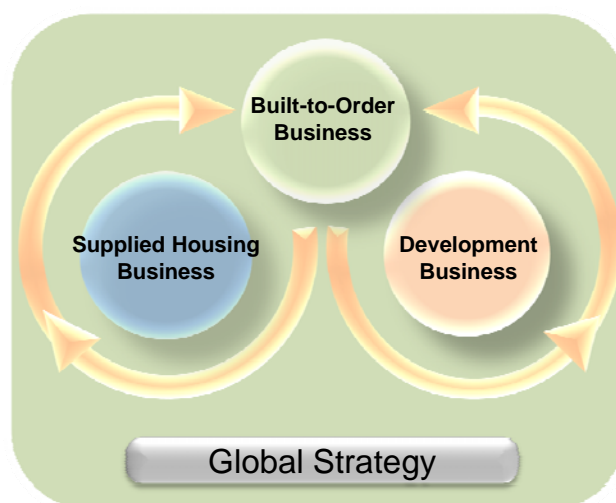 Built-to-Order
Business
Supplied Housing
Business
Development
Business
Global Strategy